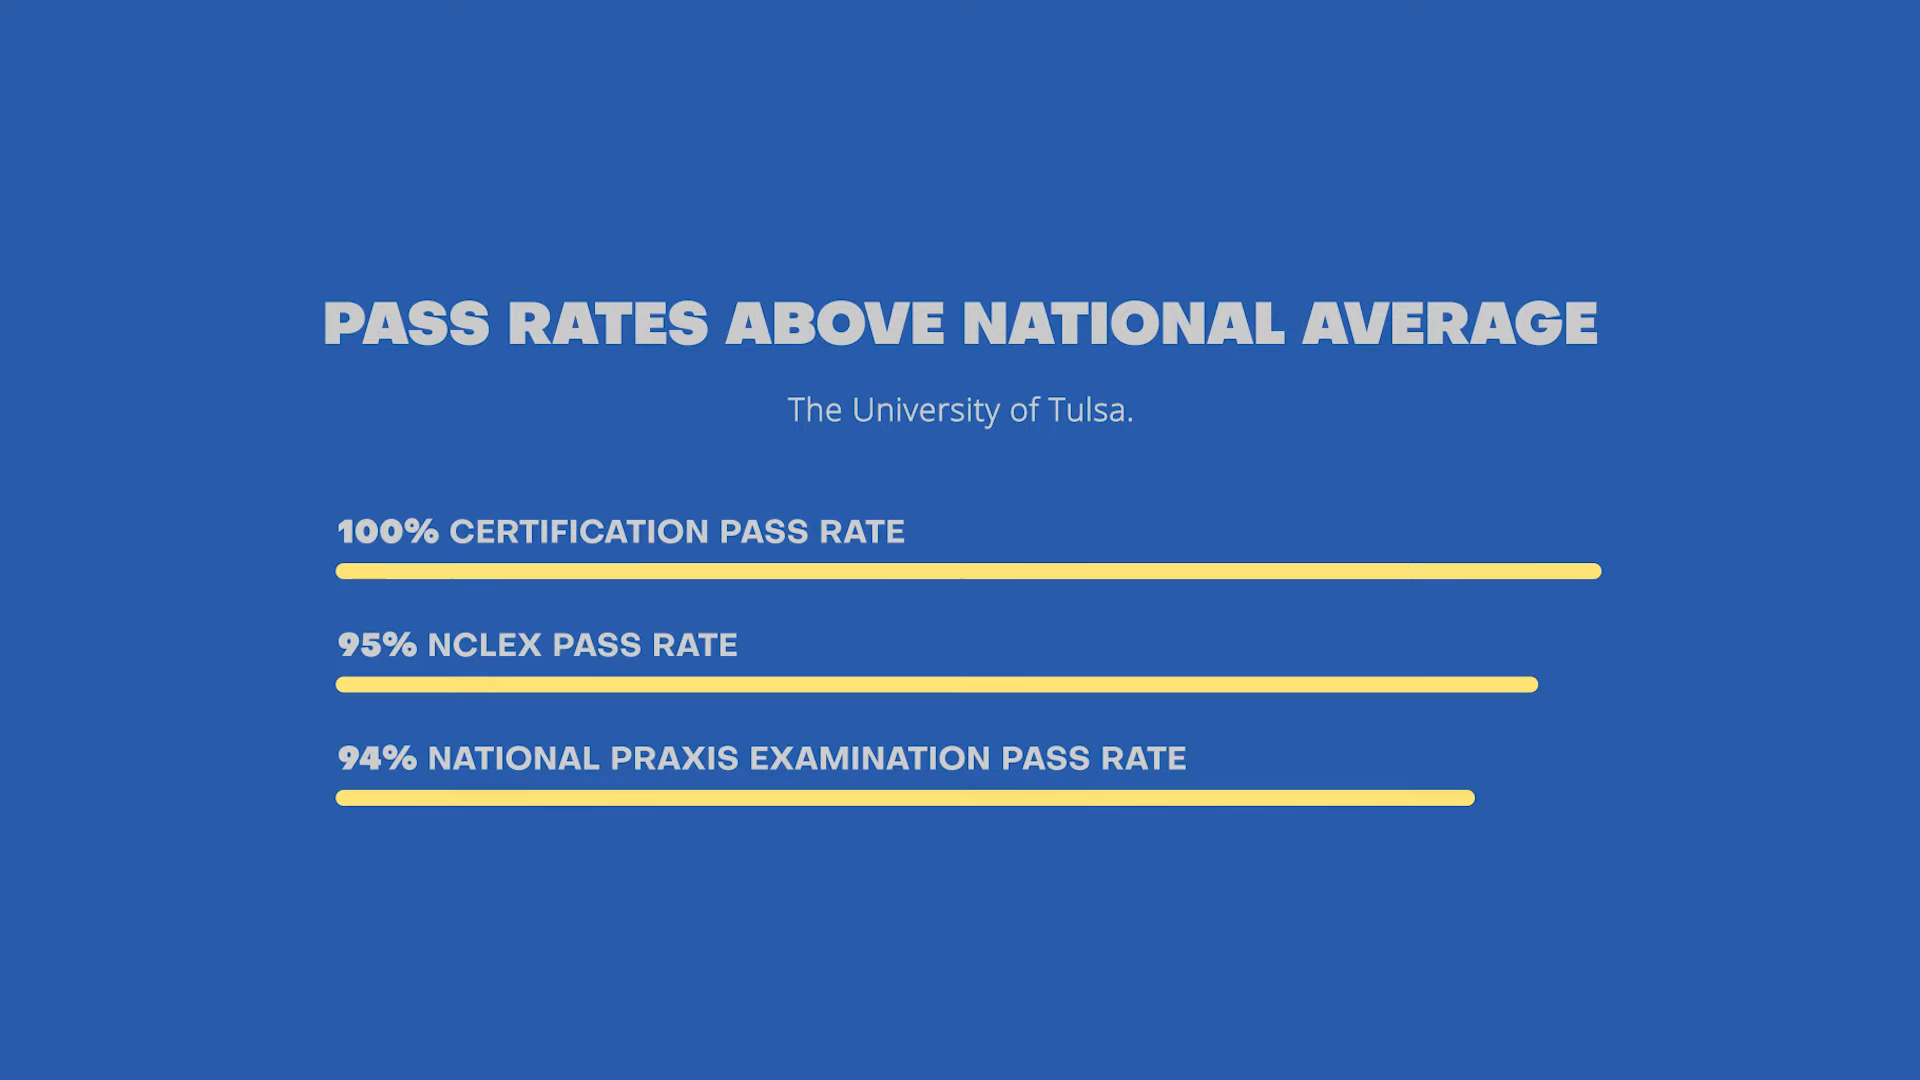 PASS RATES ABOVE NATIONAL AVERAGE
The University of Tulsa.
100% CERTIFICATION PASS RATE
95% NCLEX PASS RATE
94% NATIONAL PRAXIS EXAMINATION PASS RATE